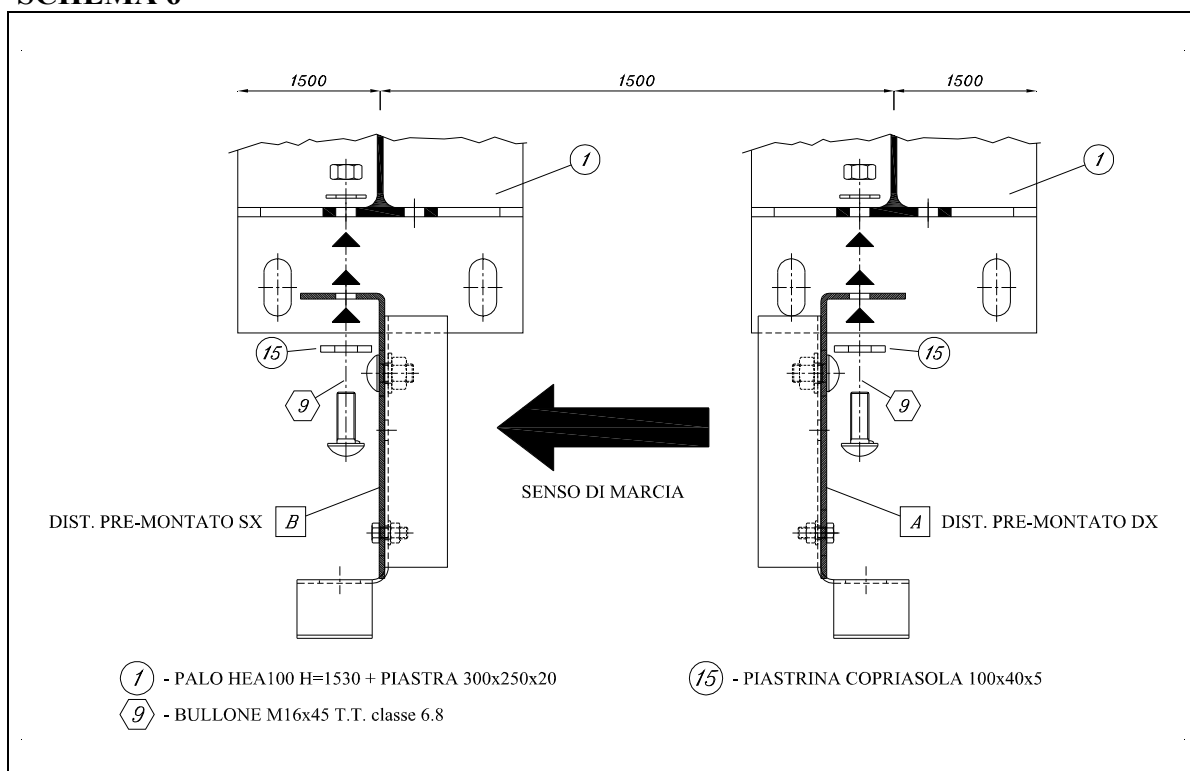 SCHEMA 6
1500 1500 1500
1 1
15 15
9 9
SENSO DI MARCIA
DIST. PRE-MONTATO SX B
A DIST. PRE-MONTATO DX
1 - PALO HEA100 H=1530 + PIASTRA 300x250x20
15 - PIASTRINA COPRIASOLA 100x40x5
9 - BULLONE M16x45 T.T. classe 6.8